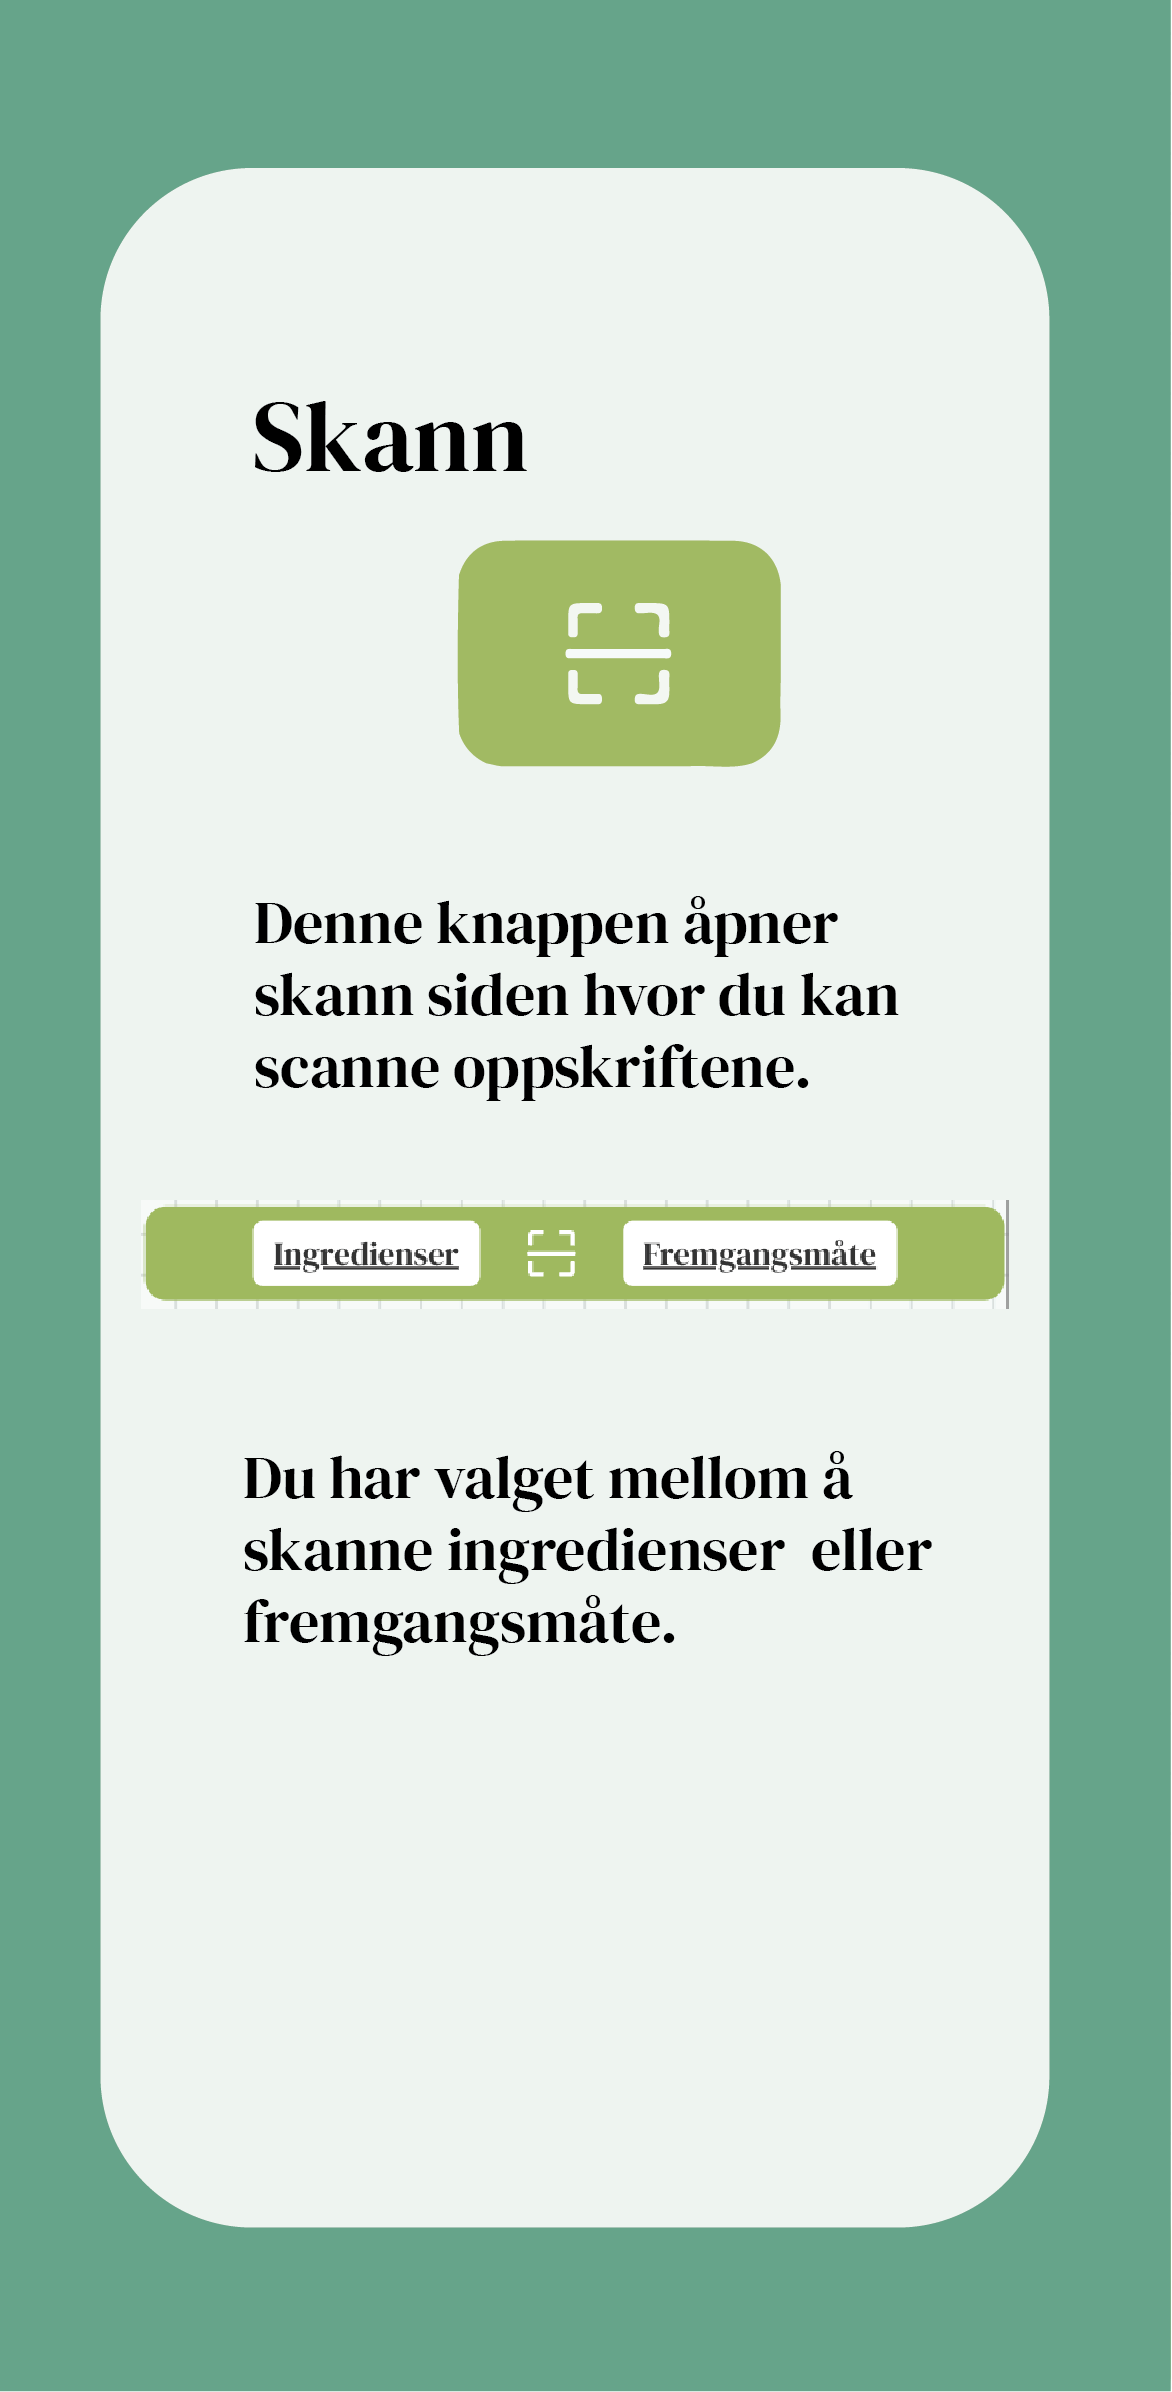 Skann
Denne knappen åpner
skann siden hvor du kan
scanne oppskriftene.
Ingredienser Fremgangsmåte
Du har valget mellom å
skanne ingredienser  eller
fremgangsmåte.